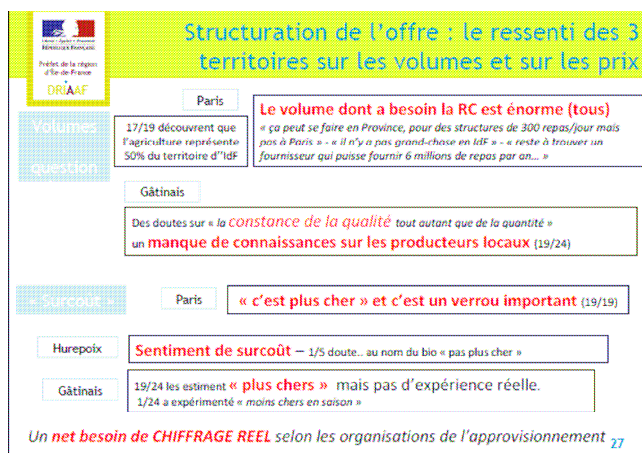 Structuration de l'offre : le ressenti des 3
territoires sur les volumes et sur les prix
RÉPUBLIQUE FRANÇAISE
Préfet de la région
d'Île-de-France
DRIAAF
Volumes
question
Paris
17/19 découvrent que
l'agriculture représente
50% du territoire d''IdF
Le volume dont a besoin la RC est énorme (tous)
« ça peut se faire en Province, pour des structures de 300 repas/jour mais
pas à Paris » - « il n'y a pas grand-chose en IdF » - « reste à trouver un
fournisseur qui puisse fournir 6 millions de repas par an... »
Gâtinais
Des doutes sur « la constance de la qualité tout autant que de la quantité »
un manque de connaissances sur les producteurs locaux (19/24)
« Surcoût »
Paris
« c'est plus cher » et c'est un verrou important (19/19)
Hurepoix
Sentiment de surcoût – 1/5 doute.. au nom du bio « pas plus cher »
Gâtinais
19/24 les estiment « plus chers » mais pas d'expérience réelle.
1/24 a expérimenté « moins chers en saison »
Un net besoin de CHIFFRAGE REEL selon les organisations de l'approvisionnement
27